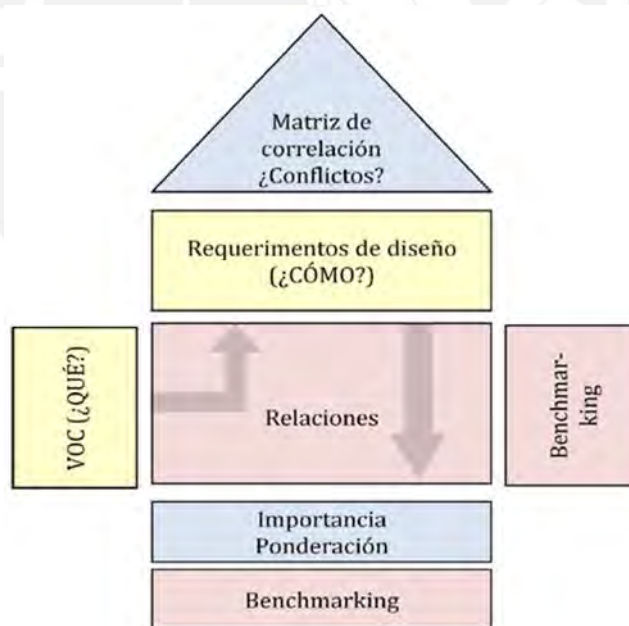 Matriz de
correlación
¿Conflictos?
Requerimentos de diseño
(¿CÓMO?)
VOC (¿QUÉ?)
Relaciones
Benchmar-
king
Importancia
Ponderación
Benchmarking